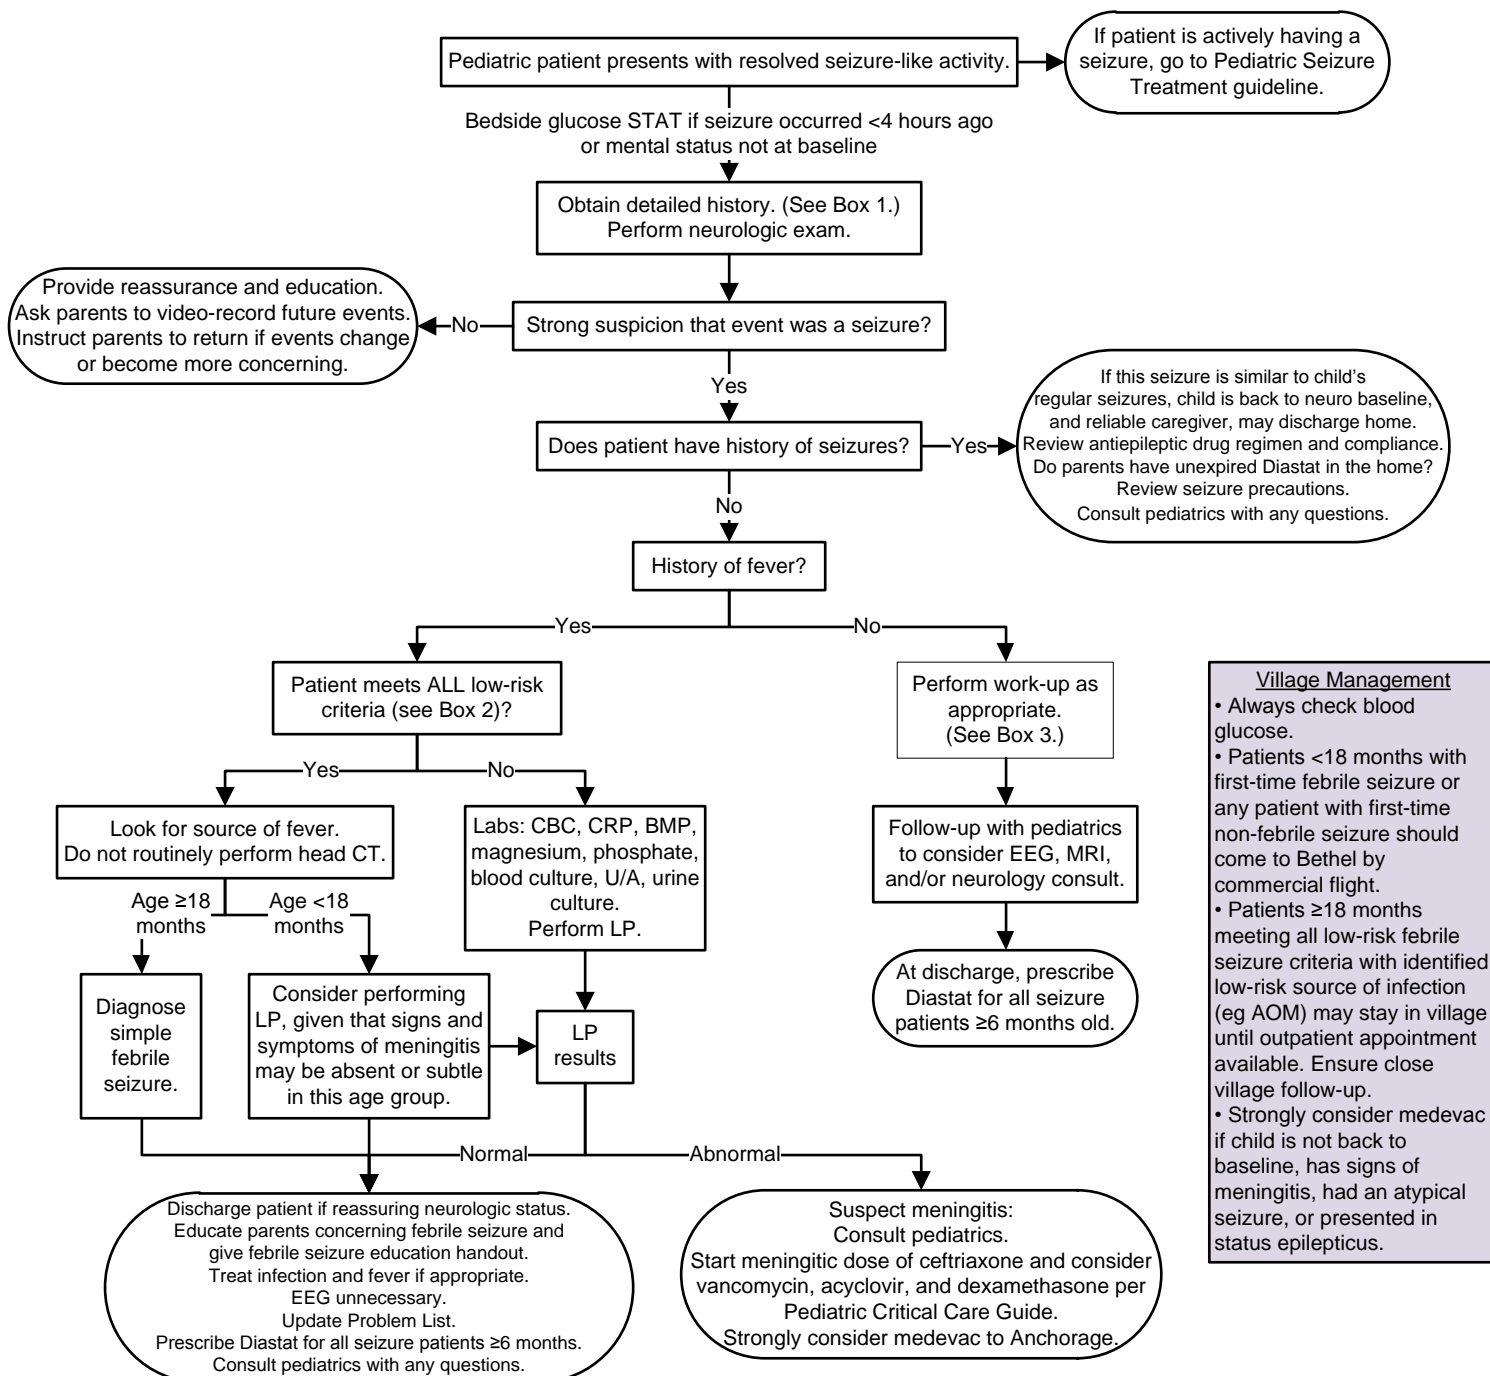 Pediatric patient presents with resolved seizure-like activity.
If patient is actively having a
seizure, go to Pediatric Seizure
Treatment guideline.
Bedside glucose STAT if seizure occurred <4 hours ago
or mental status not at baseline
Obtain detailed history. (See Box 1.)
Perform neurologic exam.
Strong suspicion that event was a seizure?
No
Provide reassurance and education.
Ask parents to video-record future events.
Instruct parents to return if events change
or become more concerning.
Yes
Does patient have history of seizures?
Yes
If this seizure is similar to child's
regular seizures, child is back to neuro baseline,
and reliable caregiver, may discharge home.
Review antiepileptic drug regimen and compliance.
Do parents have unexpired Diastat in the home?
Review seizure precautions.
Consult pediatrics with any questions.
No
History of fever?
Yes
No
Patient meets ALL low-risk
criteria (see Box 2)?
Yes
No
Look for source of fever.
Do not routinely perform head CT.
Age ≥18
months
Age <18
months
Diagnose
simple
febrile
seizure.
Consider performing
LP, given that signs and
symptoms of meningitis
may be absent or subtle
in this age group.
Labs: CBC, CRP, BMP,
magnesium, phosphate,
blood culture, U/A, urine
culture.
Perform LP.
LP
results
Normal
Abnormal
Discharge patient if reassuring neurologic status.
Educate parents concerning febrile seizure and
give febrile seizure education handout.
Treat infection and fever if appropriate.
EEG unnecessary.
Update Problem List.
Prescribe Diastat for all seizure patients ≥6 months.
Consult pediatrics with any questions.
Suspect meningitis:
Consult pediatrics.
Start meningitic dose of ceftriaxone and consider
vancomycin, acyclovir, and dexamethasone per
Pediatric Critical Care Guide.
Strongly consider medevac to Anchorage.
Perform work-up as
appropriate.
(See Box 3.)
Follow-up with pediatrics
to consider EEG, MRI,
and/or neurology consult.
At discharge, prescribe
Diastat for all seizure
patients ≥6 months old.
Village Management
• Always check blood
glucose.
• Patients <18 months with
first-time febrile seizure or
any patient with first-time
non-febrile seizure should
come to Bethel by
commercial flight.
• Patients ≥18 months
meeting all low-risk febrile
seizure criteria with identified
low-risk source of infection
(eg AOM) may stay in village
until outpatient appointment
available. Ensure close
village follow-up.
• Strongly consider medevac
if child is not back to
baseline, has signs of
meningitis, had an atypical
seizure, or presented in
status epilepticus.